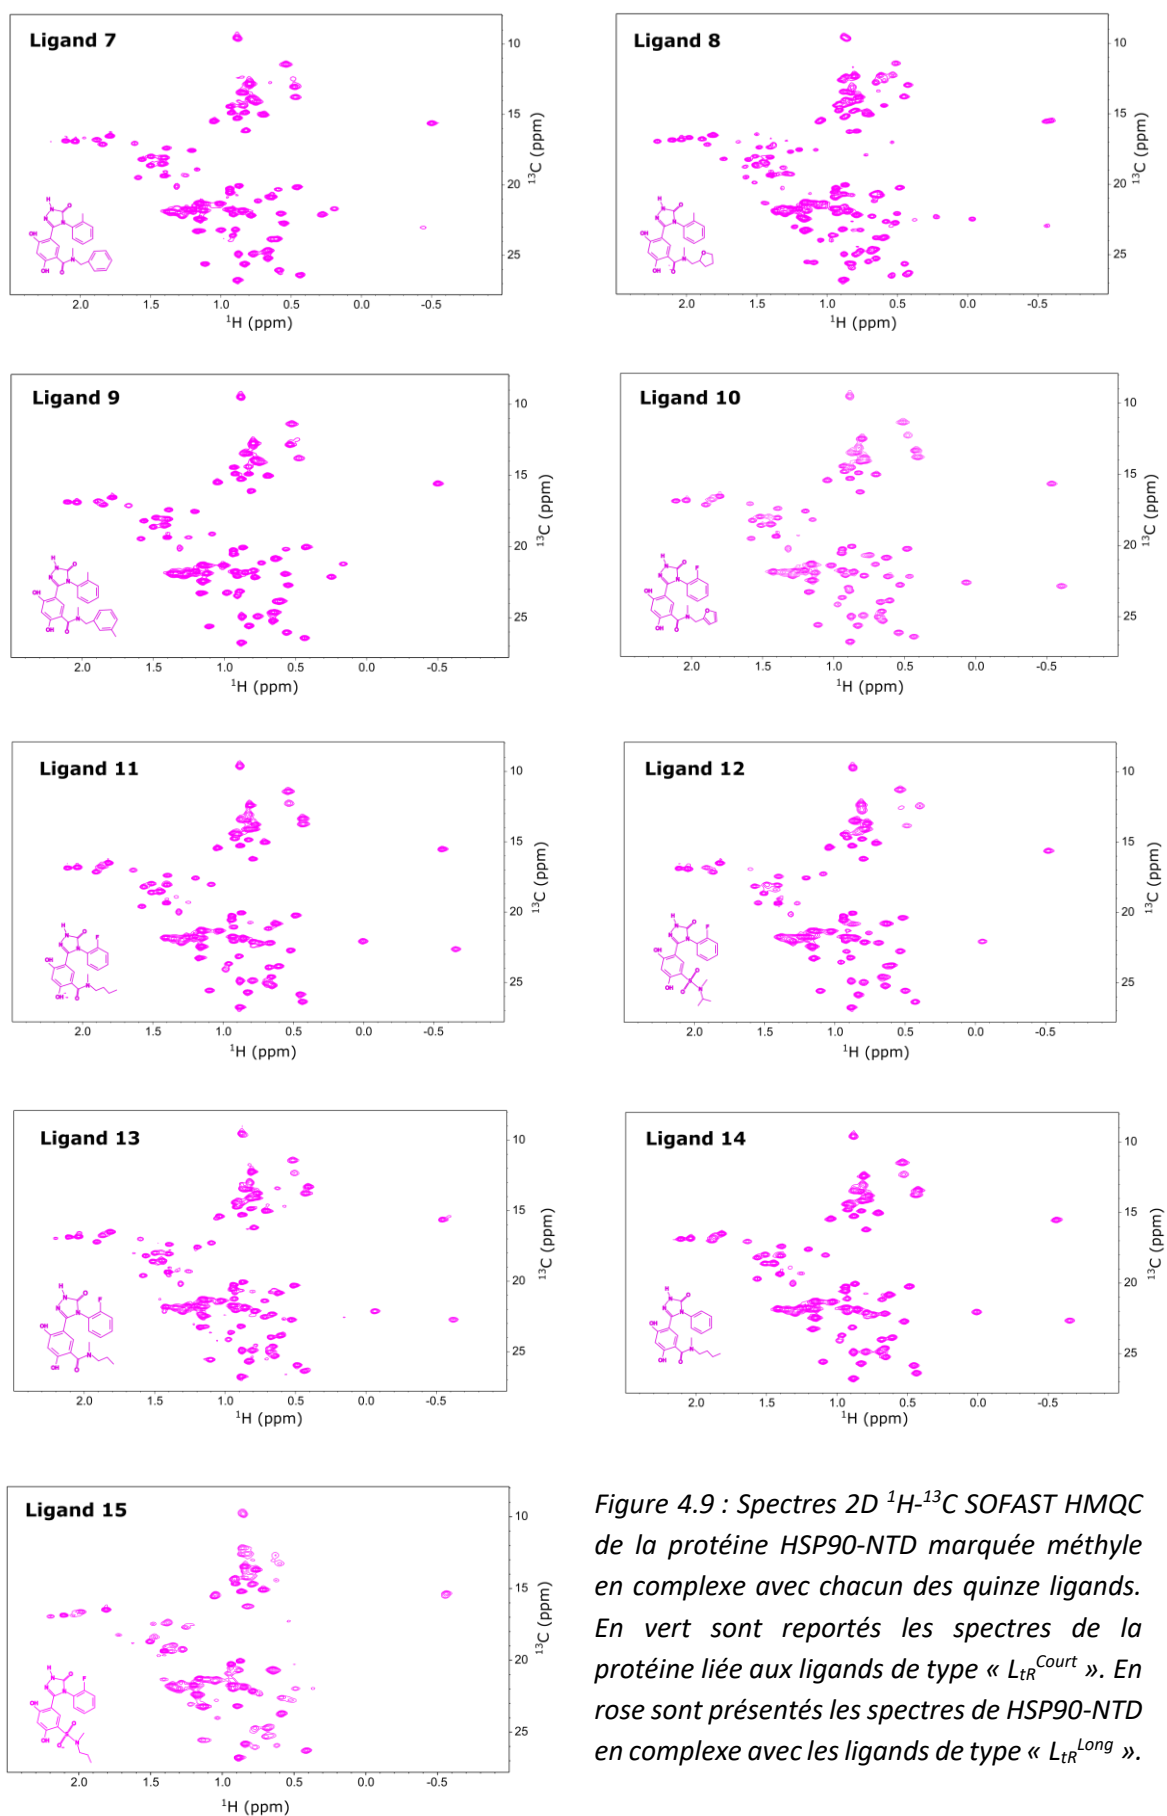 Ligand 7
10
15
20
25
13C (ppm)
2.0 1.5 1.0 0.5 0.0 -0.5
1H (ppm)
Ligand 8
10
15
20
25
13C (ppm)
2.0 1.5 1.0 0.5 0.0 -0.5
1H (ppm)
Ligand 9
10
15
20
25
13C (ppm)
2.0 1.5 1.0 0.5 0.0 -0.5
1H (ppm)
Ligand 10
10
15
20
25
13C (ppm)
2.0 1.5 1.0 0.5 0.0 -0.5
1H (ppm)
Ligand 11
10
15
20
25
13C (ppm)
2.0 1.5 1.0 0.5 0.0 -0.5
1H (ppm)
Ligand 12
10
15
20
25
13C (ppm)
2.0 1.5 1.0 0.5 0.0 -0.5
1H (ppm)
Ligand 13
10
15
20
25
13C (ppm)
2.0 1.5 1.0 0.5 0.0 -0.5
1H (ppm)
Ligand 14
10
15
20
25
13C (ppm)
2.0 1.5 1.0 0.5 0.0 -0.5
1H (ppm)
Ligand 15
10
15
20
25
13C (ppm)
2.0 1.5 1.0 0.5 0.0 -0.5
1H (ppm)
Figure 4.9 : Spectres 2D 1H-13C SOFAST HMQC
de la protéine HSP90-NTD marquée méthyle
en complexe avec chacun des quinze ligands.
En vert sont reportés les spectres de la
protéine liée aux ligands de type « LtRCourt ». En
rose sont présentés les spectres de HSP90-NTD
en complexe avec les ligands de type « LtRLong ».